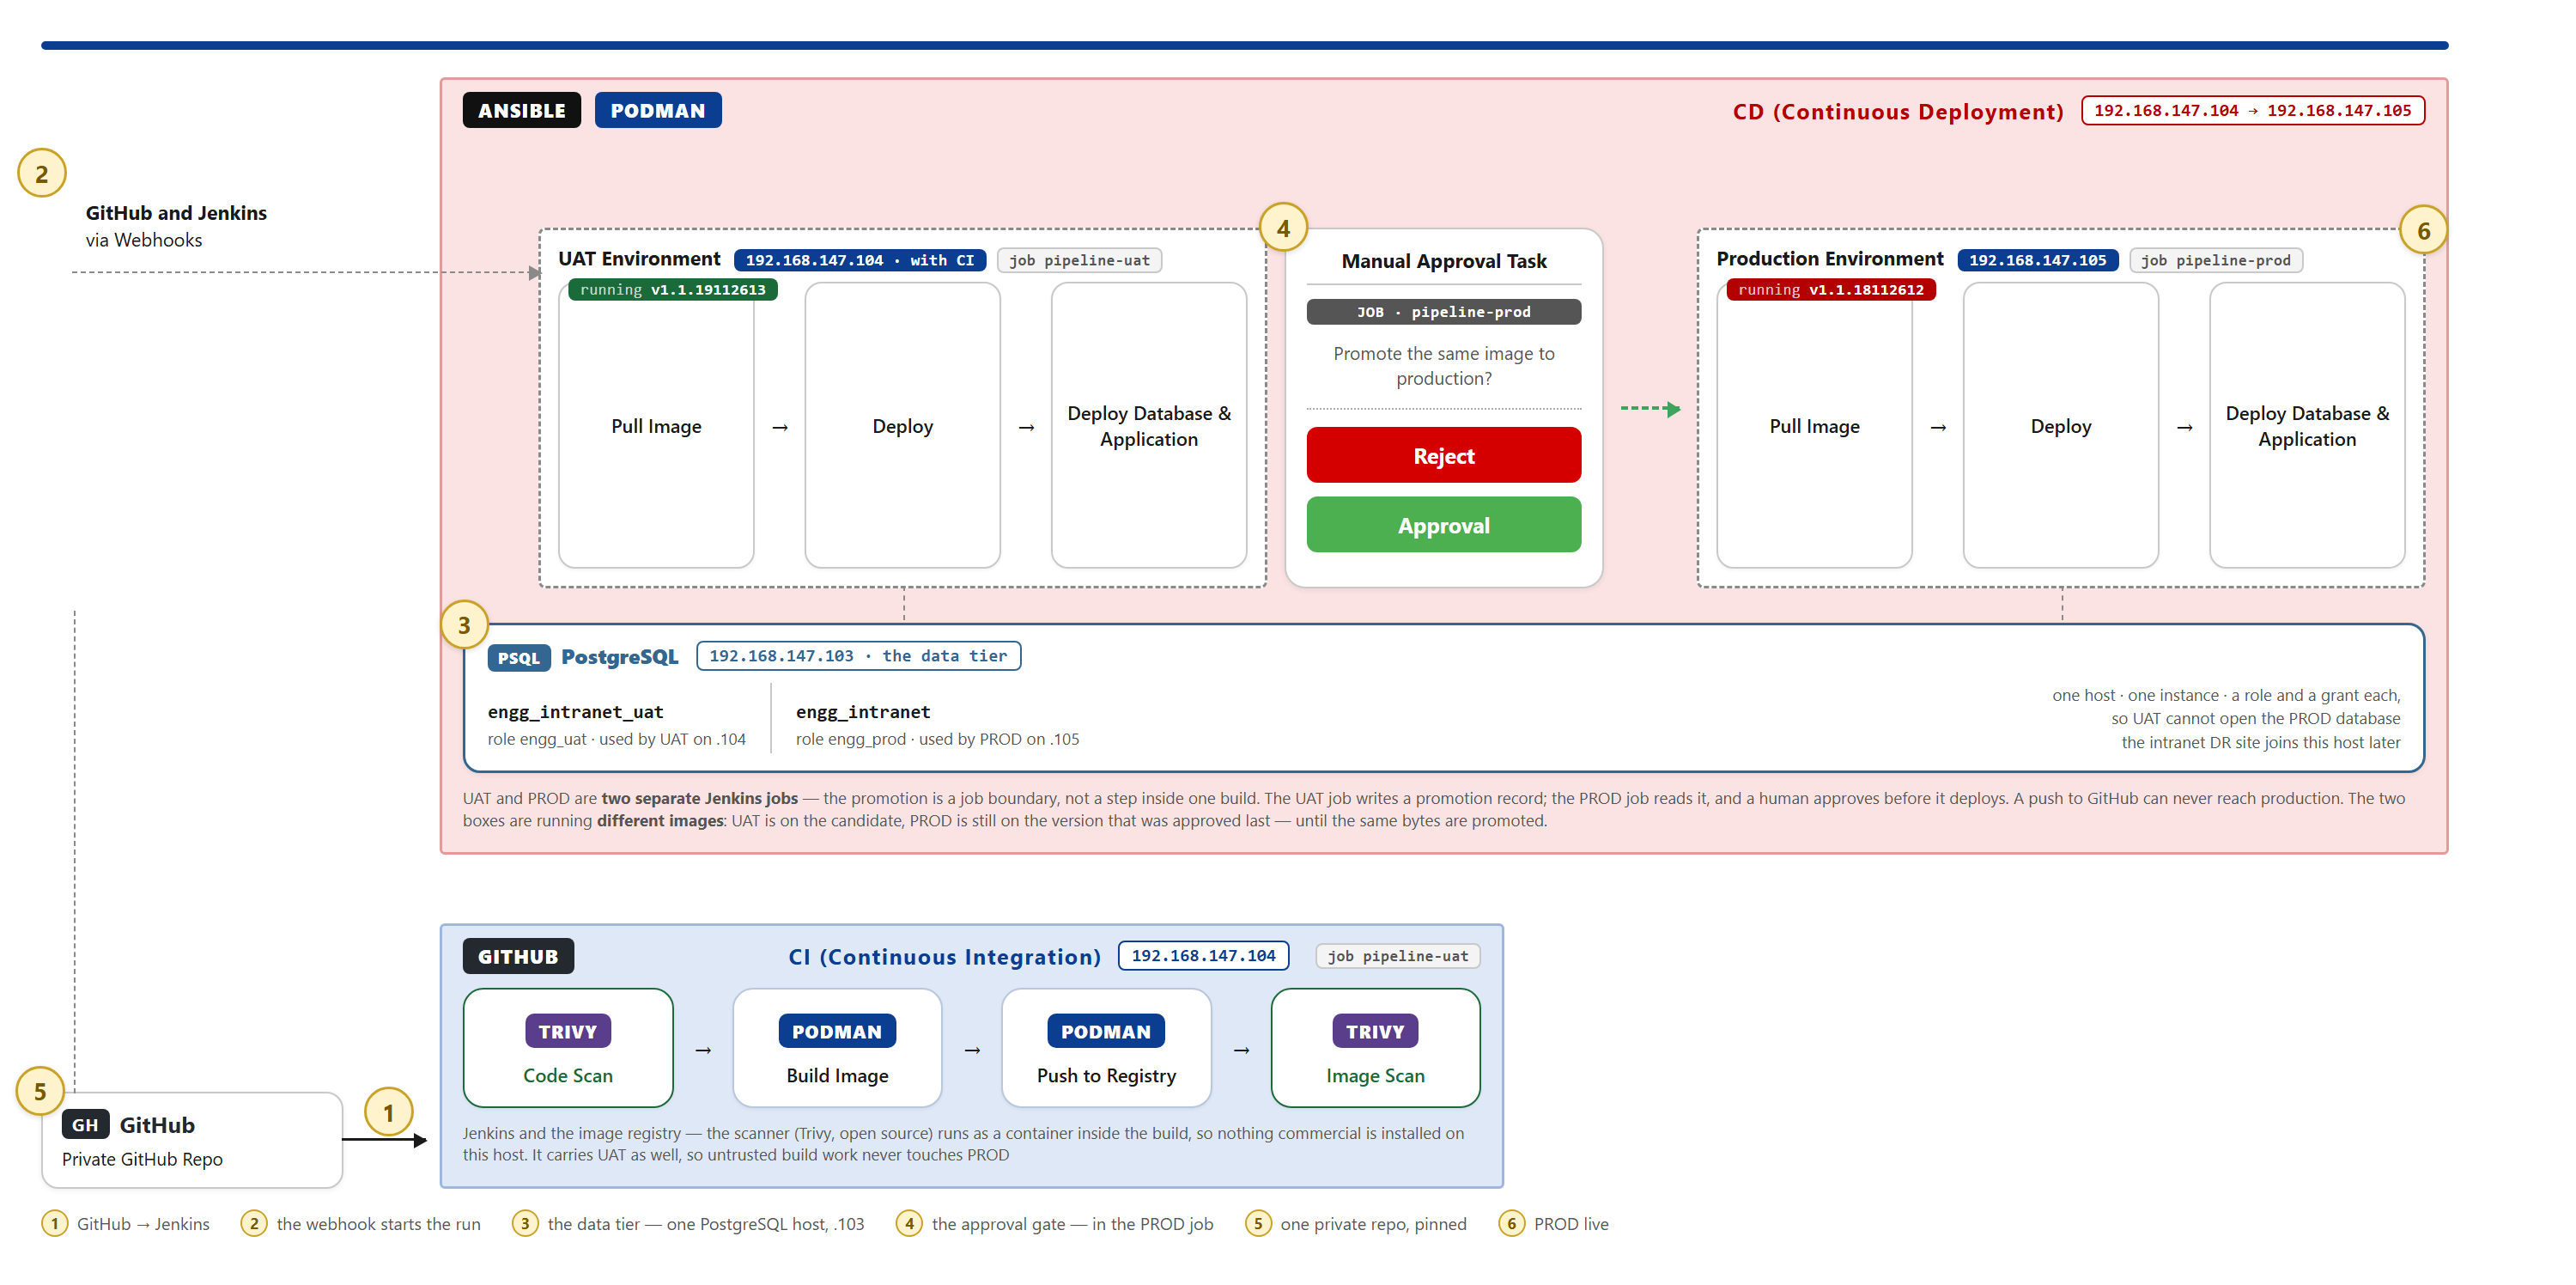 ANSIBLE PODMAN
CD (Continuous Deployment) 192.168.147.104 → 192.168.147.105
2
GitHub and Jenkins
via Webhooks
UAT Environment 192.168.147.104 · with CI job pipeline-uat
running v1.1.19112613
Pull Image
→
Deploy
→
Deploy Database &
Application
4
Manual Approval Task
JOB · pipeline-prod
Promote the same image to
production?
Reject
Approval
6
Production Environment 192.168.147.105 job pipeline-prod
running v1.1.18112612
Pull Image
→
Deploy
→
Deploy Database &
Application
3
PSQL PostgreSQL 192.168.147.103 · the data tier
engg_intranet_uat
role engg_uat · used by UAT on .104
engg_intranet
role engg_prod · used by PROD on .105
one host · one instance · a role and a grant each,
so UAT cannot open the PROD database
the intranet DR site joins this host later
UAT and PROD are two separate Jenkins jobs — the promotion is a job boundary, not a step inside one build. The UAT job writes a promotion record; the PROD job reads it, and a human approves before it deploys. A push to GitHub can never reach production. The two
boxes are running different images: UAT is on the candidate, PROD is still on the version that was approved last — until the same bytes are promoted.
GITHUB
CI (Continuous Integration) 192.168.147.104 job pipeline-uat
TRIVY
Code Scan
→
PODMAN
Build Image
→
PODMAN
Push to Registry
→
TRIVY
Image Scan
Jenkins and the image registry — the scanner (Trivy, open source) runs as a container inside the build, so nothing commercial is installed on
this host. It carries UAT as well, so untrusted build work never touches PROD
5
GH GitHub
Private GitHub Repo
1
1 GitHub → Jenkins 2 the webhook starts the run 3 the data tier — one PostgreSQL host, .103 4 the approval gate — in the PROD job 5 one private repo, pinned 6 PROD live